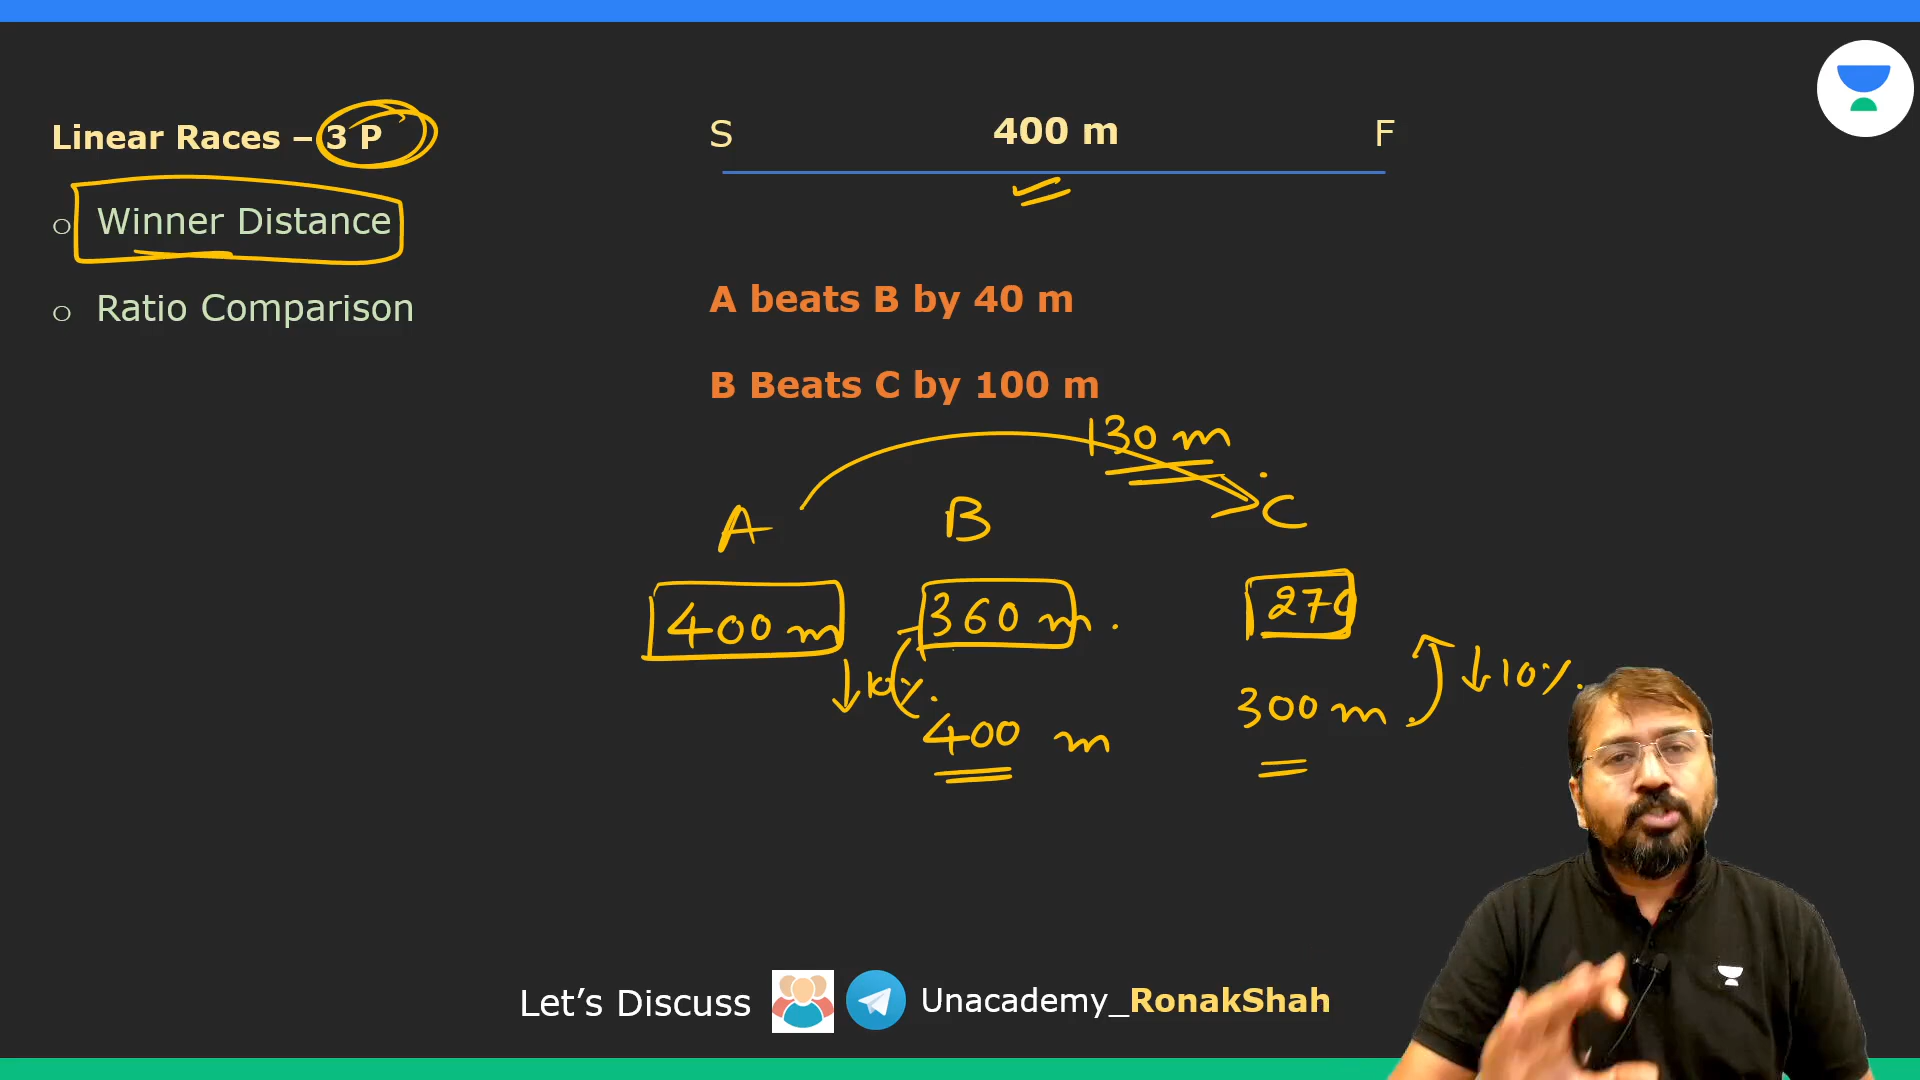 Linear Races – 3 P
o Winner Distance
o Ratio Comparison
S 400 m F
A beats B by 40 m
B Beats C by 100 m
130 m
A B C
400 m 360 m. 270
↓10%. ↓10%.
400 m 300 m.
Let’s Discuss Unacademy_RonakShah